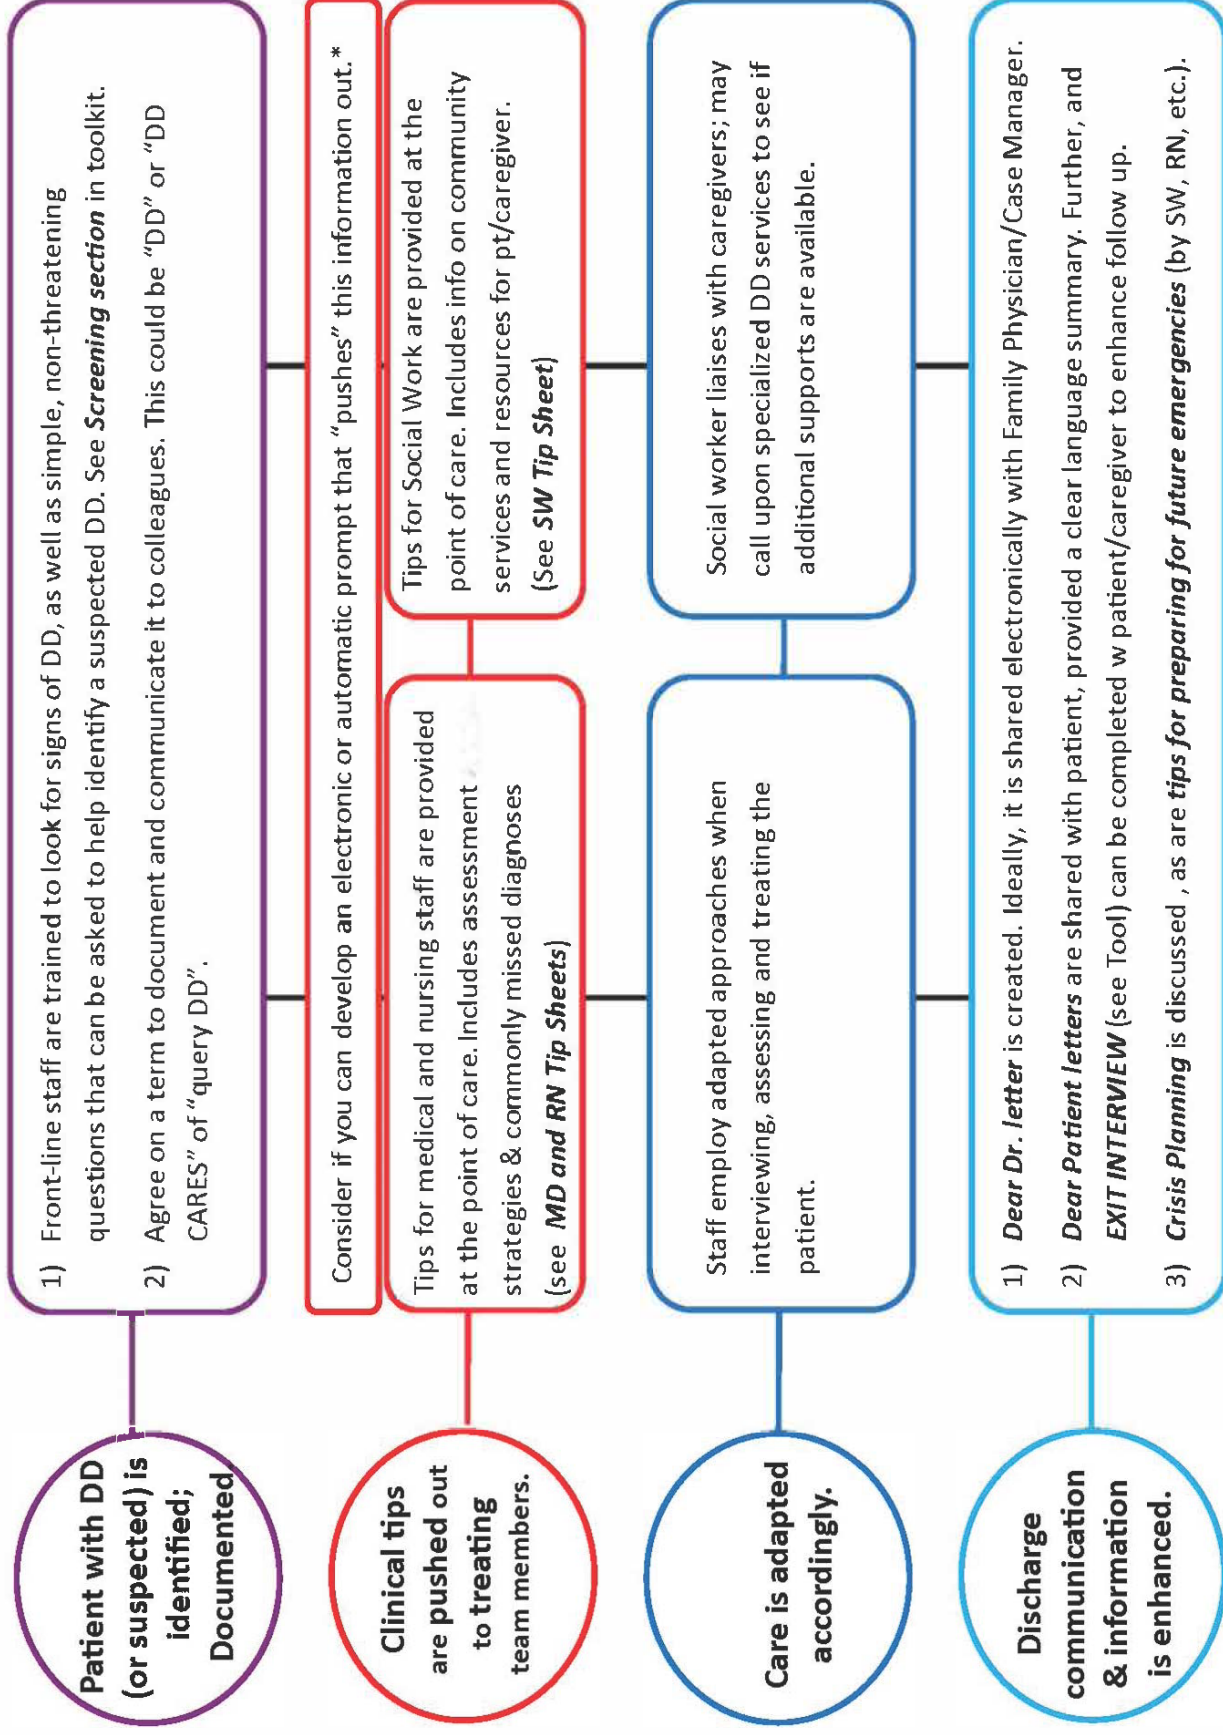 Patient with DD
(or suspected) is
identified;
Documented
1) Front-line staff are trained to look for signs of DD, as well as simple, non-threatening
questions that can be asked to help identify a suspected DD. See Screening section in toolkit.
2) Agree on a term to document and communicate it to colleagues. This could be “DD” or “DD
CARES” of “query DD”.
Consider if you can develop an electronic or automatic prompt that “pushes” this information out.*
Clinical tips
are pushed out
to treating
team members.
Tips for medical and nursing staff are provided
at the point of care. Includes assessment
strategies & commonly missed diagnoses
(see MD and RN Tip Sheets)
Tips for Social Work are provided at the
point of care. Includes info on community
services and resources for pt/caregiver.
(See SW Tip Sheet)
Care is adapted
accordingly.
Staff employ adapted approaches when
interviewing, assessing and treating the
patient.
Social worker liaises with caregivers; may
call upon specialized DD services to see if
additional supports are available.
Discharge
communication
& information
is enhanced.
1) Dear Dr. letter is created. Ideally, it is shared electronically with Family Physician/Case Manager.
2) Dear Patient letters are shared with patient, provided a clear language summary. Further, and
EXIT INTERVIEW (see Tool) can be completed w patient/caregiver to enhance follow up.
3) Crisis Planning is discussed , as are tips for preparing for future emergencies (by SW, RN, etc.).